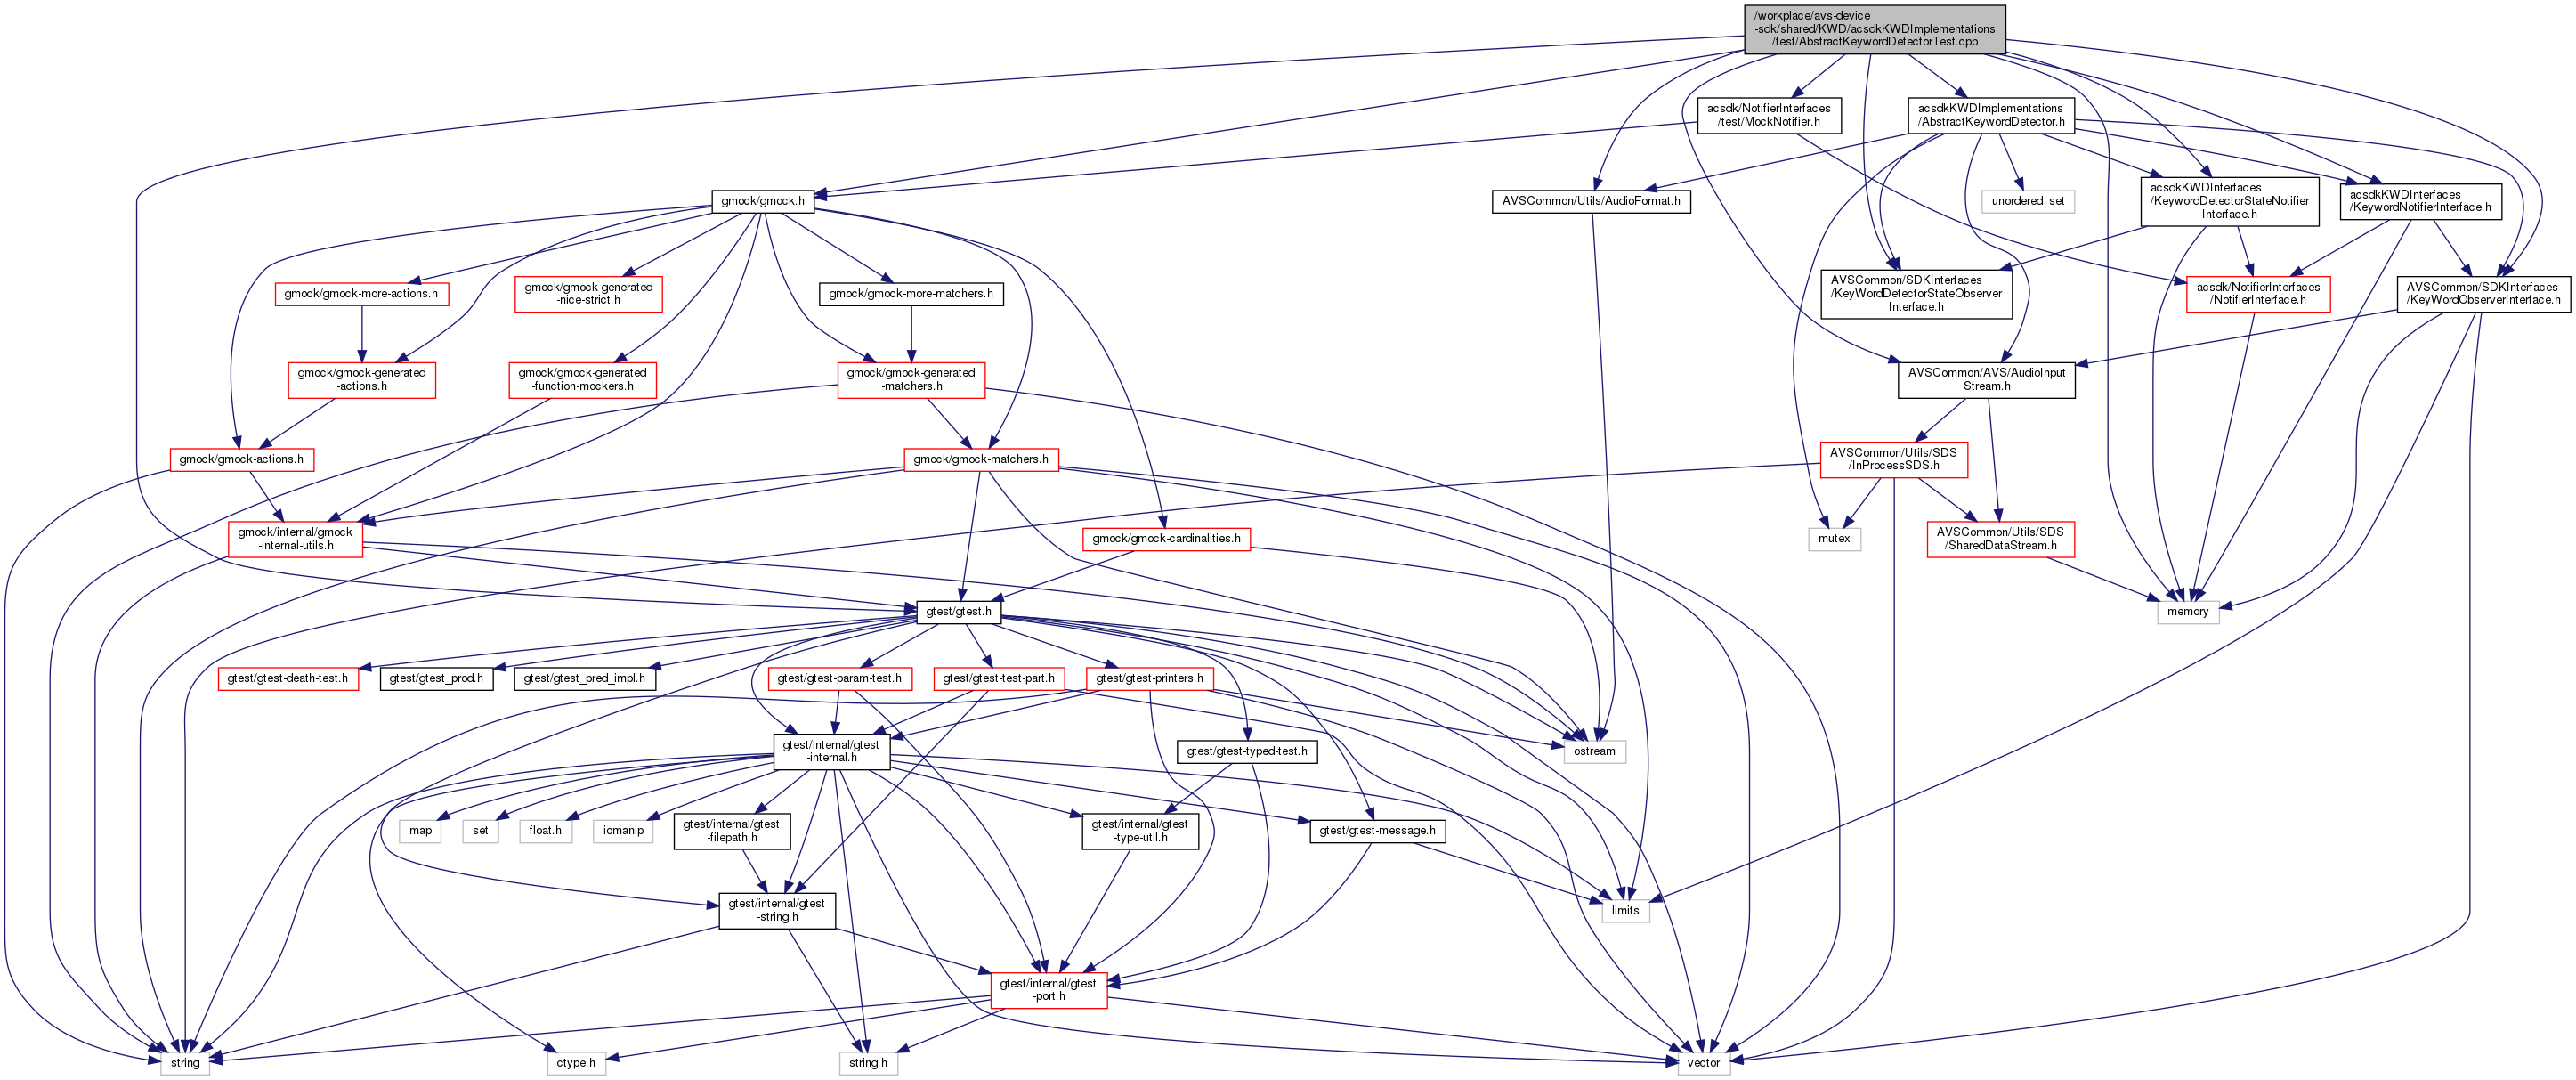 /workplace/avs-device
-sdk/shared/KWD/acsdkKWDImplementations
/test/AbstractKeywordDetectorTest.cpp
acsdk/NotifierInterfaces
/test/MockNotifier.h
acsdkKWDImplementations
/AbstractKeywordDetector.h
gmock/gmock.h
AVSCommon/Utils/AudioFormat.h
unordered_set
acsdkKWDInterfaces
/KeywordDetectorStateNotifier
Interface.h
acsdkKWDInterfaces
/KeywordNotifierInterface.h
gmock/gmock-more-actions.h
gmock/gmock-generated
-nice-strict.h
gmock/gmock-more-matchers.h
AVSCommon/SDKInterfaces
/KeyWordDetectorStateObserver
Interface.h
acsdk/NotifierInterfaces
/NotifierInterface.h
AVSCommon/SDKInterfaces
/KeyWordObserverInterface.h
gmock/gmock-generated
-actions.h
gmock/gmock-generated
-function-mockers.h
gmock/gmock-generated
-matchers.h
AVSCommon/AVS/AudioInput
Stream.h
gmock/gmock-actions.h
gmock/gmock-matchers.h
AVSCommon/Utils/SDS
/InProcessSDS.h
gmock/internal/gmock
-internal-utils.h
gmock/gmock-cardinalities.h
mutex
AVSCommon/Utils/SDS
/SharedDataStream.h
gtest/gtest.h
memory
gtest/gtest-death-test.h
gtest/gtest_prod.h
gtest/gtest_pred_impl.h
gtest/gtest-param-test.h
gtest/gtest-test-part.h
gtest/gtest-printers.h
gtest/internal/gtest
-internal.h
gtest/gtest-typed-test.h
ostream
map
set
float.h
iomanip
gtest/internal/gtest
-filepath.h
gtest/internal/gtest
-type-util.h
gtest/gtest-message.h
gtest/internal/gtest
-string.h
limits
gtest/internal/gtest
-port.h
string
ctype.h
string.h
vector